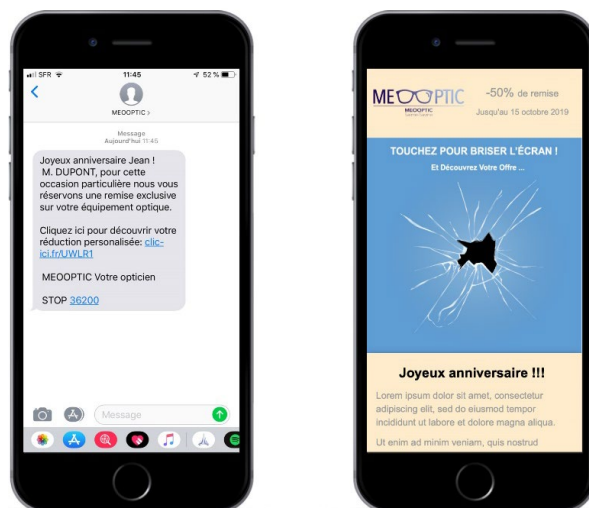 SFR
11:45
52 %
MEOOPTIC >
Message
Aujourd'hui 11:45
Joyeux anniversaire Jean !
M. DUPONT, pour cette
occasion particulière nous vous
réservons une remise exclusive
sur votre équipement optique.
Cliquez ici pour découvrir votre
réduction personalisée: clic-
ici.fr/UWLR1
MEOOPTIC Votre opticien
STOP 36200
Message
MEOOPTIC
MEOOPTIC
-50% de remise
Jusqu'au 15 octobre 2019
TOUCHEZ POUR BRISER L'ÉCRAN !
Et Découvrez Votre Offre ...
Joyeux anniversaire !!!
Lorem ipsum dolor sit amet, consectetur
adipiscing elit, sed do eiusmod tempor
incididunt ut labore et dolore magna aliqua.
Ut enim ad minim veniam, quis nostrud